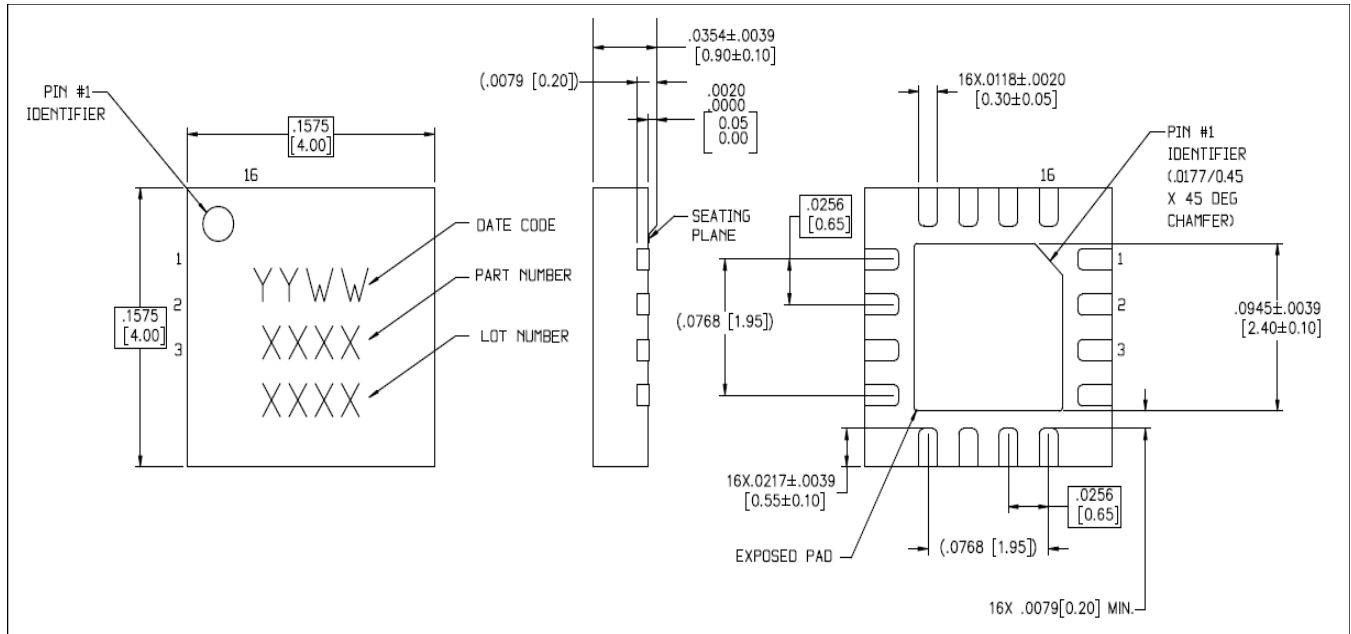 PIN #1
IDENTIFIER
.1575
[4.00]
16
1
2
3
.1575
[4.00]
YYWW
XXXX
XXXX
DATE CODE
PART NUMBER
LOT NUMBER
.0354±.0039
[0.90±0.10]
(.0079 [0.20])
.0020
.0000
[0.05
0.00]
SEATING
PLANE
16X.0118±.0020
[0.30±0.05]
PIN #1
IDENTIFIER
(.0177/0.45
X 45 DEG
CHAMFER)
16
.0256
[0.65]
(.0768 [1.95])
1
2
3
.0945±.0039
[2.40±0.10]
16X.0217±.0039
[0.55±0.10]
.0256
[0.65]
(.0768 [1.95])
EXPOSED PAD
16X .0079[0.20] MIN.